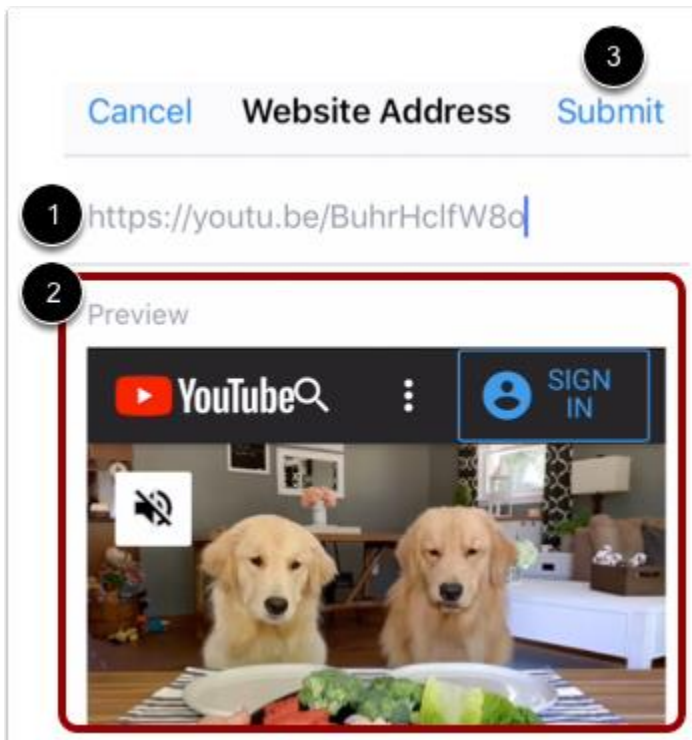 3
Cancel Website Address Submit
1 https://youtu.be/BuhrHclfW8o
2
Preview
YouTube SIGN
IN